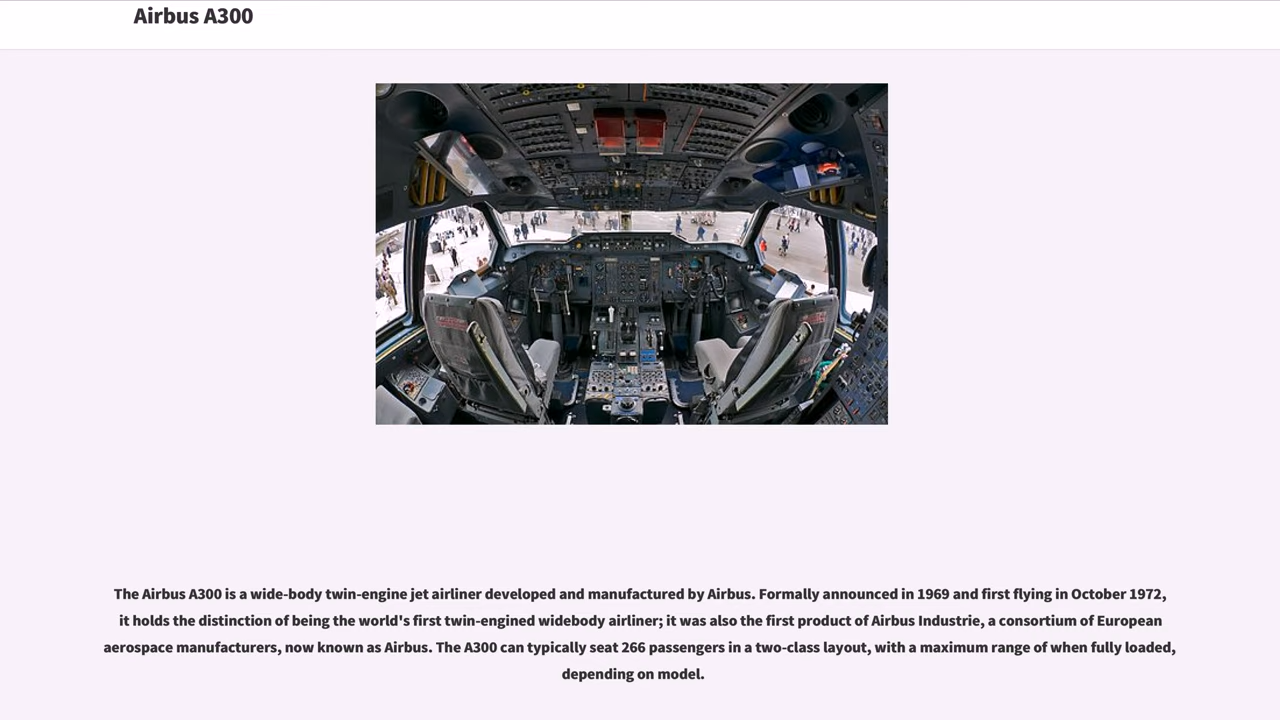 Airbus A300
The Airbus A300 is a wide-body twin-engine jet airliner developed and manufactured by Airbus. Formally announced in 1969 and first flying in October 1972,
it holds the distinction of being the world's first twin-engined widebody airliner; it was also the first product of Airbus Industrie, a consortium of European
aerospace manufacturers, now known as Airbus. The A300 can typically seat 266 passengers in a two-class layout, with a maximum range of when fully loaded,
depending on model.